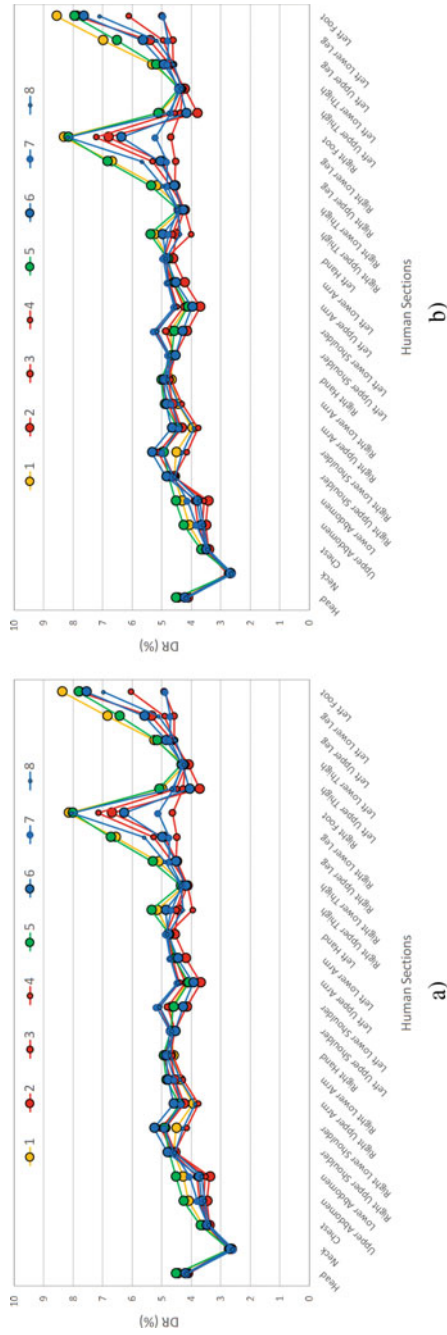 1 2 3 4 5 6 7 8
10
9
8
7
6
5
4
3
2
1
0
DR (%)
Head
Neck
Chest
Upper Abdomen
Lower Abdomen
Right Upper Shoulder
Right Lower Shoulder
Right Upper Arm
Right Lower Arm
Right Hand
Left Upper Shoulder
Left Lower Shoulder
Left Upper Arm
Left Lower Arm
Left Hand
Right Upper Thigh
Right Lower Thigh
Right Upper Leg
Right Lower Leg
Right Foot
Left Upper Thigh
Left Lower Thigh
Left Upper Leg
Left Lower Leg
Left Foot
Human Sections
a)
1 2 3 4 5 6 7 8
10
9
8
7
6
5
4
3
2
1
0
DR (%)
Head
Neck
Chest
Upper Abdomen
Lower Abdomen
Right Upper Shoulder
Right Lower Shoulder
Right Upper Arm
Right Lower Arm
Right Hand
Left Upper Shoulder
Left Lower Shoulder
Left Upper Arm
Left Lower Arm
Left Hand
Right Upper Thigh
Right Lower Thigh
Right Upper Leg
Right Lower Leg
Right Foot
Left Upper Thigh
Left Lower Thigh
Left Upper Leg
Left Lower Leg
Left Foot
Human Sections
b)